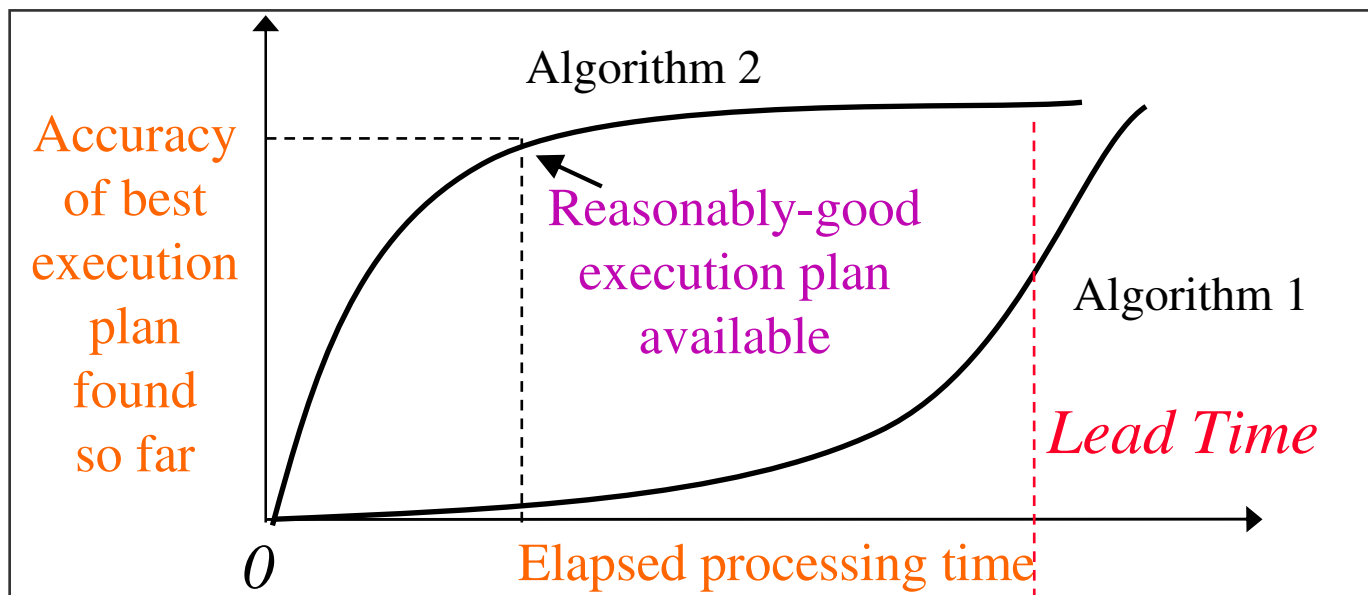 Algorithm 2
Accuracy
of best
execution
plan
found
so far
Reasonably-good
execution plan
available
Algorithm 1
Lead Time
0
Elapsed processing time